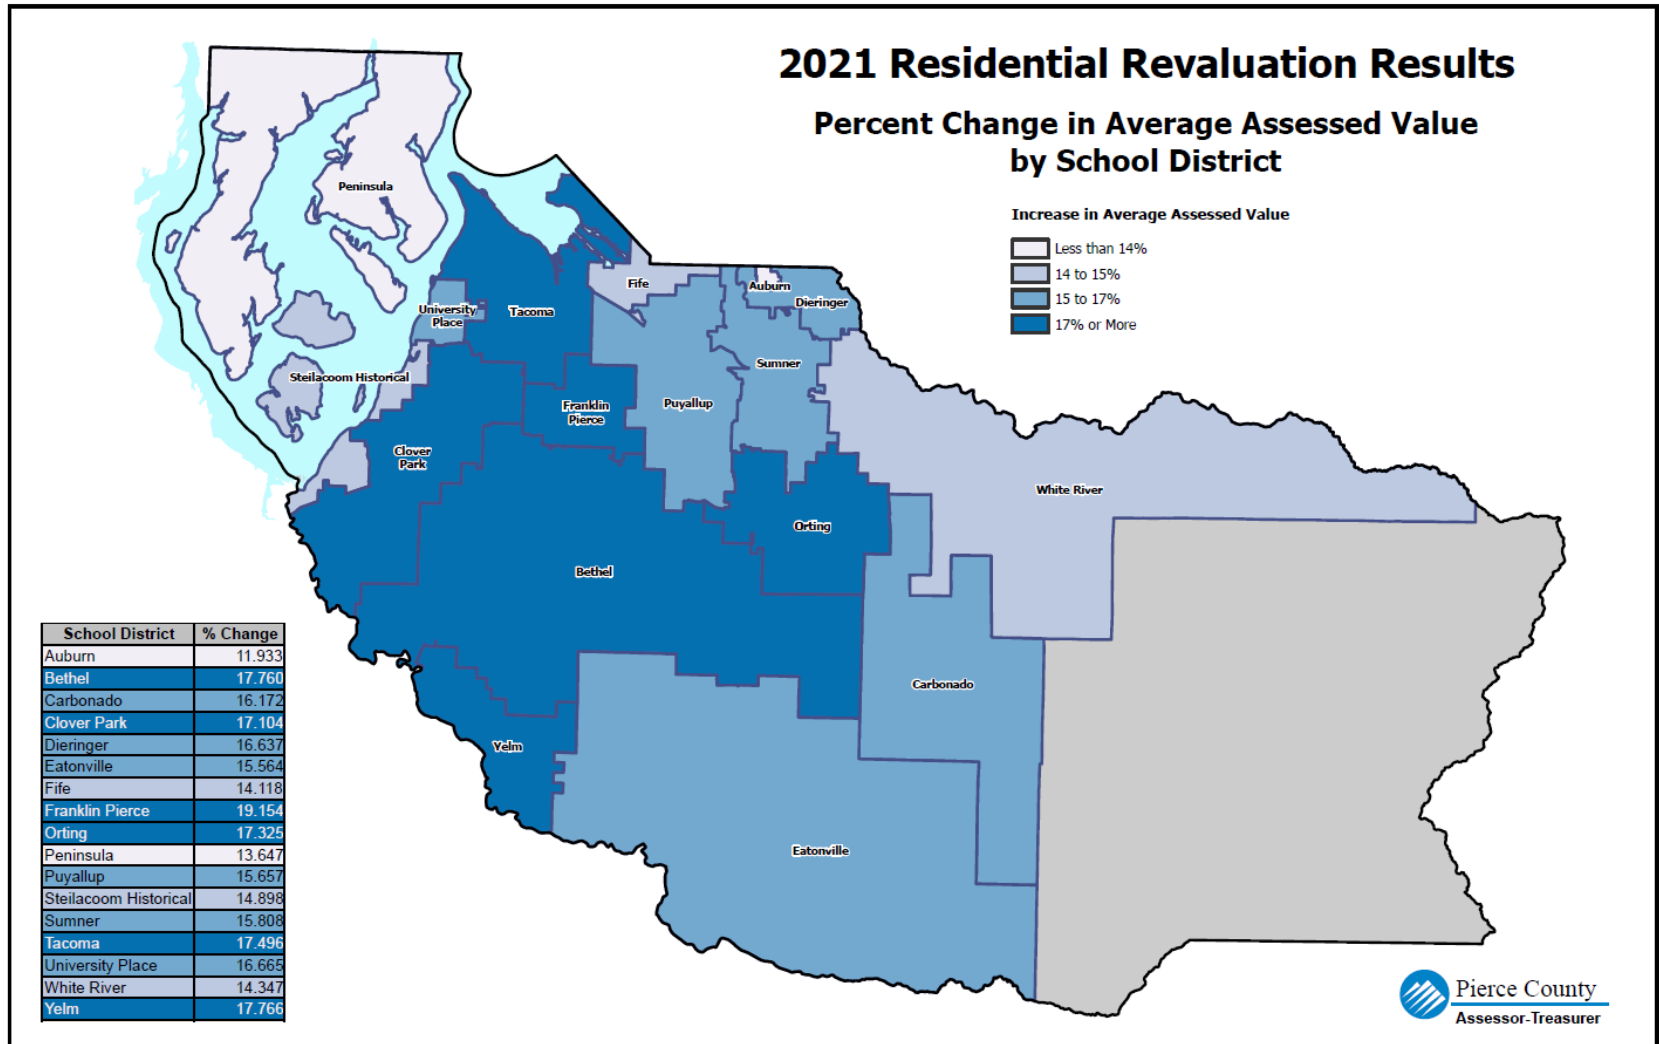 2021 Residential Revaluation Results
Percent Change in Average Assessed Value
by School District
Increase in Average Assessed Value
Less than 14%
14 to 15%
15 to 17%
17% or More
Peninsula
Fife
Auburn
Dieringer
University
Place
Tacoma
Sumner
Steilacoom Historical
Franklin
Pierce
Puyallup
Clover
Park
White River
Orting
Bethel
Carbonado
Yelm
Eatonville
School District % Change
Auburn 11.933
Bethel 17.760
Carbonado 16.172
Clover Park 17.104
Dieringer 16.637
Eatonville 15.564
Fife 14.118
Franklin Pierce 19.154
Orting 17.325
Peninsula 13.647
Puyallup 15.657
Steilacoom Historical 14.898
Sumner 15.808
Tacoma 17.496
University Place 16.665
White River 14.347
Yelm 17.766
Pierce County
Assessor-Treasurer